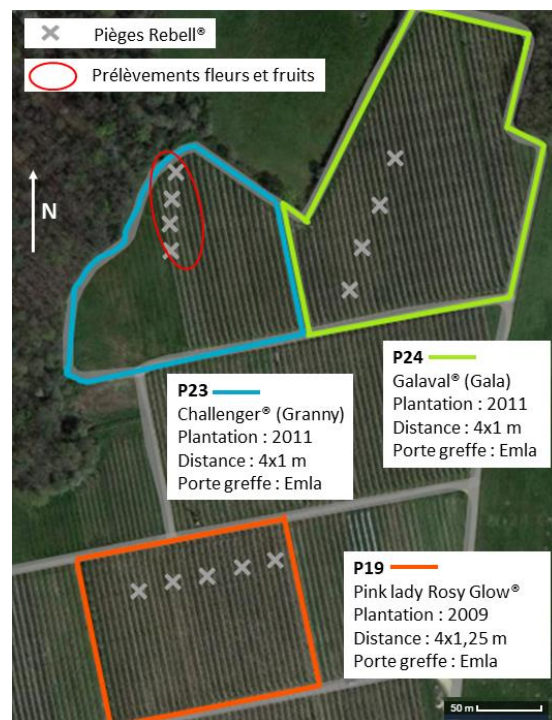 Pièges Rebell®
Prélèvements fleurs et fruits
N
P24
Galaval® (Gala)
Plantation : 2011
Distance : 4x1 m
Porte greffe : Emla
P23
Challenger® (Granny)
Plantation : 2011
Distance : 4x1 m
Porte greffe : Emla
P19
Pink lady Rosy Glow®
Plantation : 2009
Distance : 4x1,25 m
Porte greffe : Emla
50 m